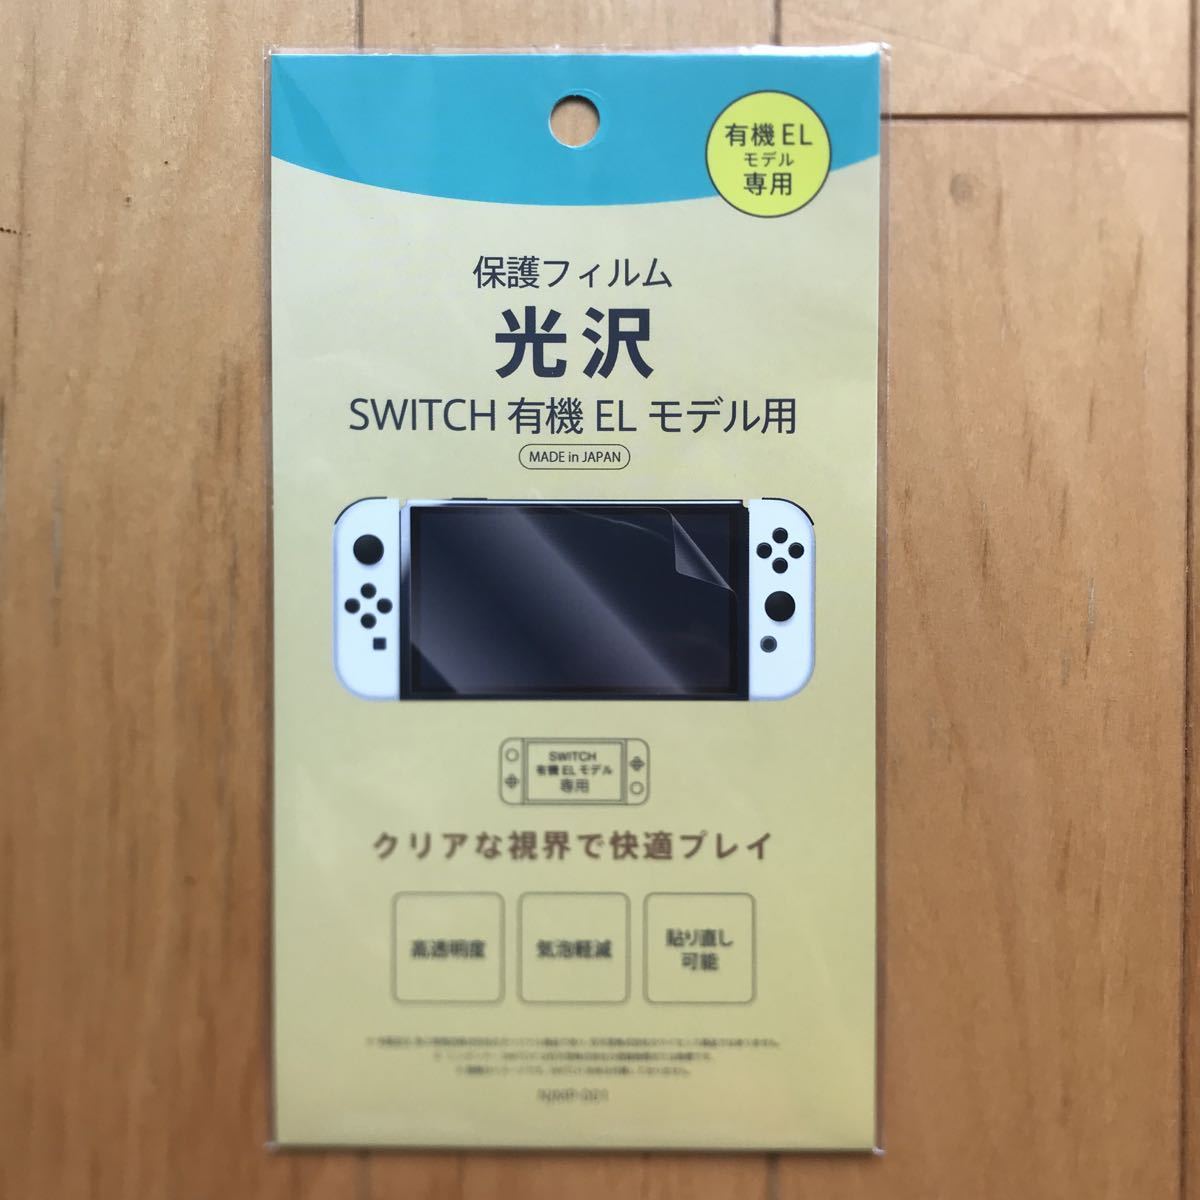 有機EL
モデル
専用
保護フィルム
光沢
SWITCH 有機 EL モデル用
MADE in JAPAN
SWITCH
有機 EL モデル
専用
クリアな視界で快適プレイ
高透明度
気泡軽減
貼り直し
可能